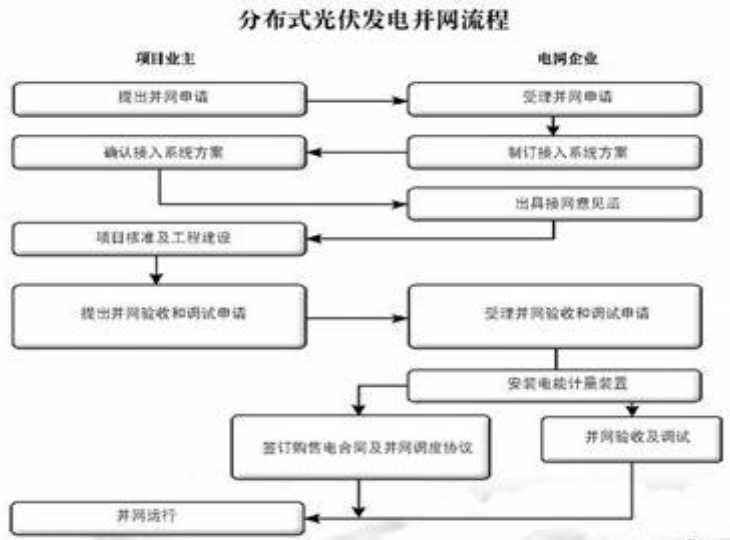 分布式光伏发电并网流程
项目业主
电网企业
提出并网申请
受理并网申请
确认接入系统方案
制订接入系统方案
出具接网意见函
项目核准及工程建设
提出并网验收和调试申请
受理并网验收和调试申请
安装电能计量装置
签订购售电合同及并网调度协议
并网验收及调试
并网运行